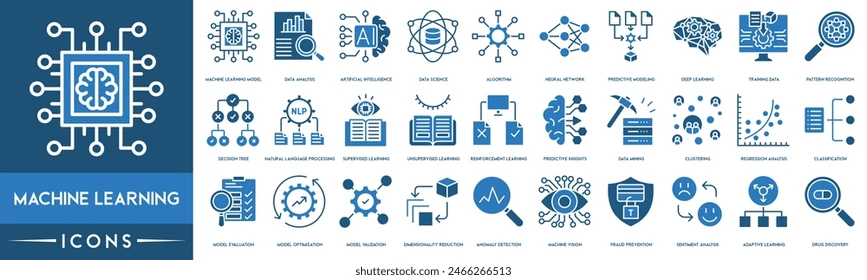 MACHINE LEARNING
ICONS
AI
MACHINE LEARNING MODEL
DATA ANALYSIS
ARTIFICIAL INTELLIGENCE
DATA SCIENCE
ALGORITHM
NEURAL NETWORK
PREDICTIVE MODELING
DEEP LEARNING
TRAINING DATA
PATTERN RECOGNITION
NLP
DECISION TREE
NATURAL LANGUAGE PROCESSING
SUPERVISED LEARNING
UNSUPERVISED LEARNING
REINFORCEMENT LEARNING
PREDICTIVE INSIGHTS
DATA MINING
CLUSTERING
REGRESSION ANALYSIS
CLASSIFICATION
MODEL EVALUATION
MODEL OPTIMIZATION
MODEL VALIDATION
DIMENSIONALITY REDUCTION
ANOMALY DETECTION
MACHINE VISION
FRAUD PREVENTION
SENTIMENT ANALYSIS
ADAPTIVE LEARNING
DRUG DISCOVERY
shutterstock.com · 2466266513